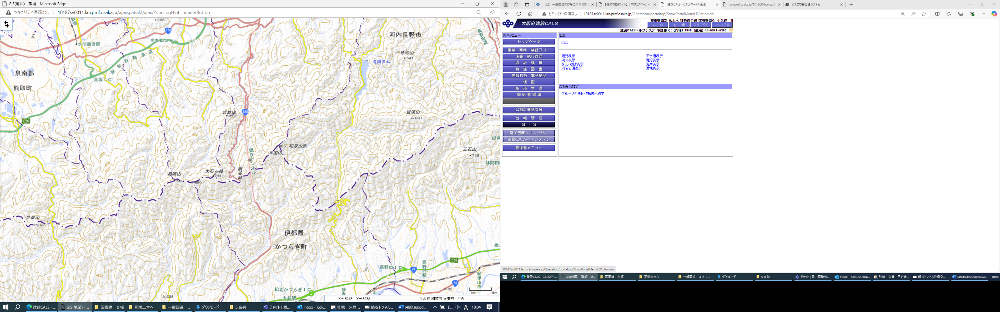 GIS(地図) - 職場 - Microsoft Edge
セキュリティ保護なし | 10187sv0011.lan.pref.osaka.jp/ajaxspatial2/ajax/?opeLogHint=headerButton
295
170
河内長野市
高野街道
水間観音駅
岸和田SA
阪和自動車道
徳防山
541
滝畑ダム
泉南郡
熊取町
貝塚IC
480
岩湧山
897
E26
885
和泉山脈
三国山
三石山
738
鍋谷トンネル
鍋谷峠
林間田
葛城山
868
866
大石ヶ峰
860
576
伊都郡
かつらぎ町
E24
24
高野口IC
高野口駅
24
紀北かつらぎIC
大谷駅
妙寺
中
82
238
0km 1km
X:-182181 Y:-48632
大阪府 和泉市 父鬼町 付近
建設CALS - ...
GIS(地図) - ...
区画線 台帳
互栄土木へ
一般国道 ...
ダウンロード
5.当初
チャット | 鳳...
Inbox - Kok...
畦地 久豊 ...
鍋谷トンネル...
r480tsukod...
A 10:04
(旧)一般国道480号の大雨の影
【臨時開設サイト】庁内ウェブページ-
建設CALS - CALSポータル画面
lan.pref.osaka.jp/101300/bunsyo
行政文書管理システム
セキュリティ保護なし | 10187sv0011.lan.pref.osaka.jp/Operation/portaltop/ShowPortalMenuLDAction.do
大阪府建設CALS
都市整備部 鳳土木 維持保全課 環境整備G 小久保 潤
GIS
台 帳
ログアウト
マニュアル
建設CALSヘルプデスク 電話番号:(内線) 2949 (直通) 06-6944-6365
業務メニュー
トップページ
事業・案件・業務フロー
予算・執行管理
設 計 積 算
発 注 図 書
情報共有・電子納品
検 査
維 持 管 理
関 係 者 協 議
公会計業務支援
台 帳 管 理
G I S
電子書庫(ナレッジ)
建設CALSヘルプデスク
管理者メニュー
GIS
GIS
道路表示
河川表示
ダム・砂防表示
府営公園表示
下水道表示
港湾表示
海岸表示
用地表示
GIS表示設定
グループ内地図情報表示設定
10187sv0011.lan.pref.osaka.jp/Operation/portaltop/ShowPortalMenuLDAction.do
建設CALS - CALSポー...
GIS(地図) - 職場 - M...
区画線 台帳
互栄土木へ
一般国道 480...
ダウンロード
5.当初
チャット | 鳳 環境整...
Inbox - KokuboJ@m...
畦地 久豊 - 予定表...
鍋谷トンネル片側交...
r480tsukodomekuka...
10:04